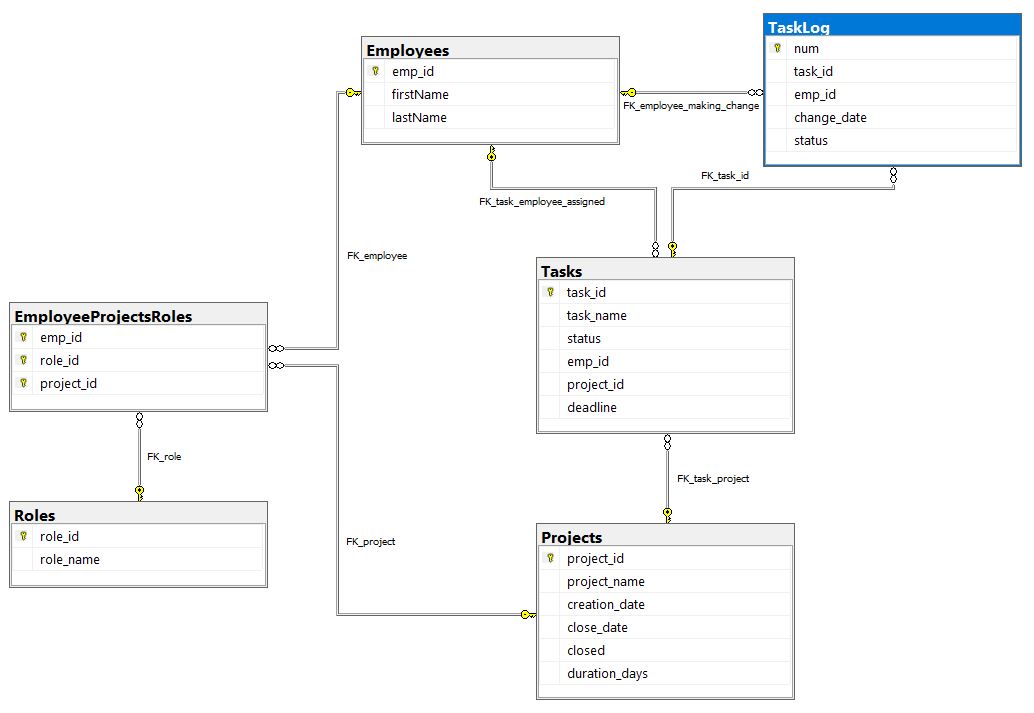 TaskLog
num
task_id
emp_id
change_date
status
Employees
emp_id
firstName
lastName
FK_employee_making_change
FK_task_id
FK_task_employee_assigned
FK_employee
Tasks
task_id
task_name
status
emp_id
project_id
deadline
EmployeeProjectsRoles
emp_id
role_id
project_id
FK_role
FK_task_project
Roles
role_id
role_name
FK_project
Projects
project_id
project_name
creation_date
close_date
closed
duration_days